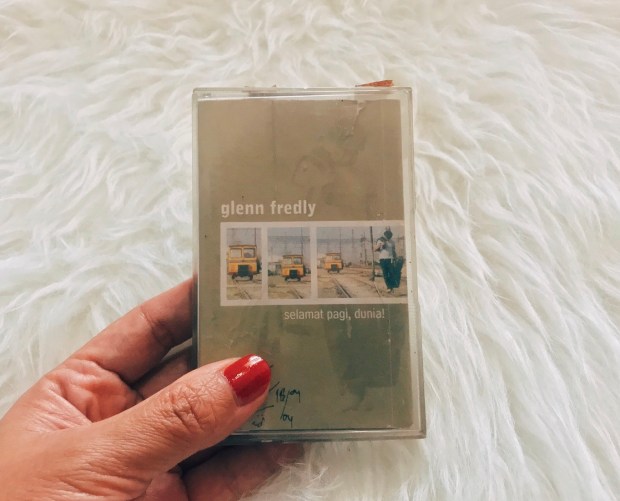 glenn fredly
selamat pagi, dunia!